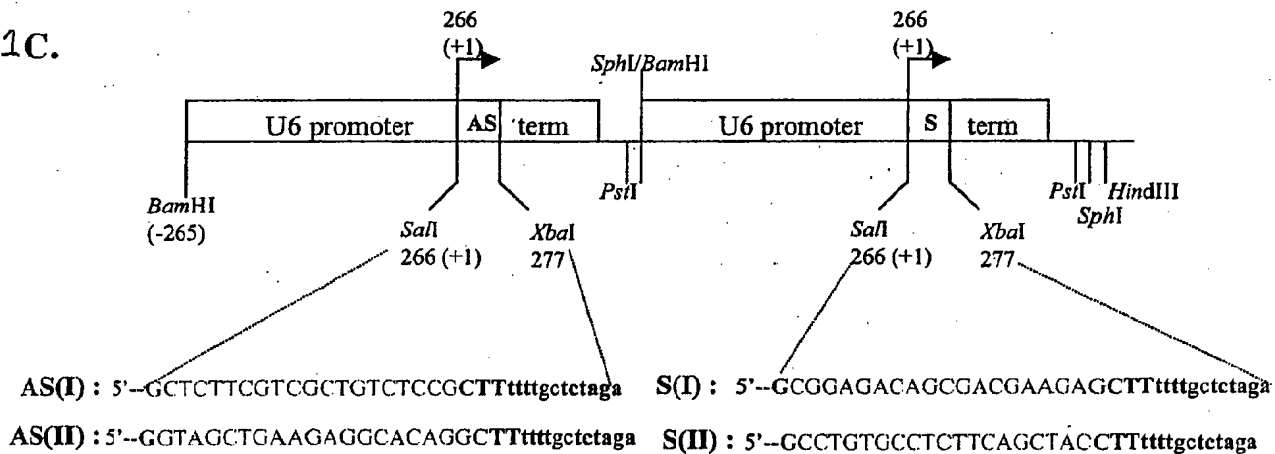 1C.
266
(+1)
SphI/BamHI
266
(+1)
U6 promoter AS term
U6 promoter S term
BamHI
(-265)
SalI
266 (+1)
XbaI
277
PstI
SalI
266 (+1)
XbaI
277
PstI
SphI
HindIII
AS(I) : 5'--GCTCTTCGTCGCTGTCTCCGCTTttttgctctaga
S(I) : 5'--GCGGAGACAGCGACGAAGAGCTTttttgctctaga
AS(II) : 5'--GGTAGCTGAAGAGGCACAGGCTTttttgctctaga
S(II) : 5'--GCCTGTGCCTCTTCAGCTACCCTTttttgctctaga